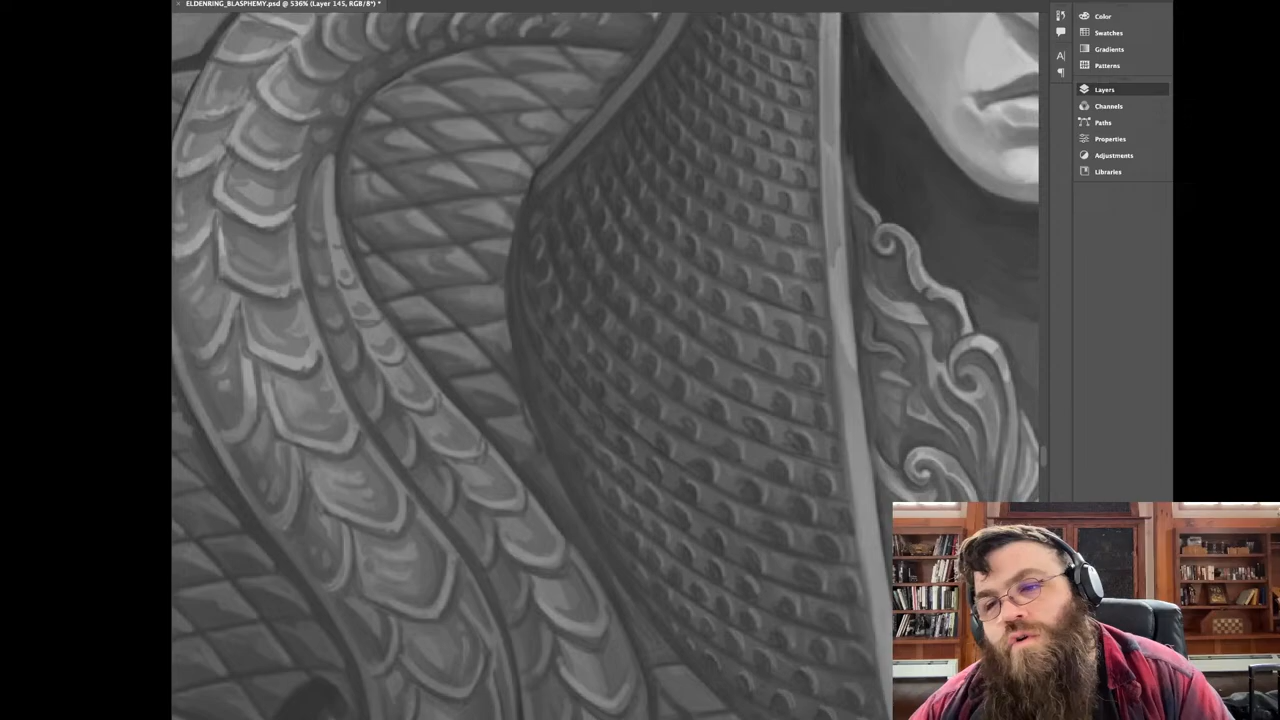 × ELDENRING_BLASPHEMY.psd @ 536% (Layer 145, RGB/8*) *
Color
Swatches
Gradients
Patterns
Layers
Channels
Paths
Properties
Adjustments
Libraries